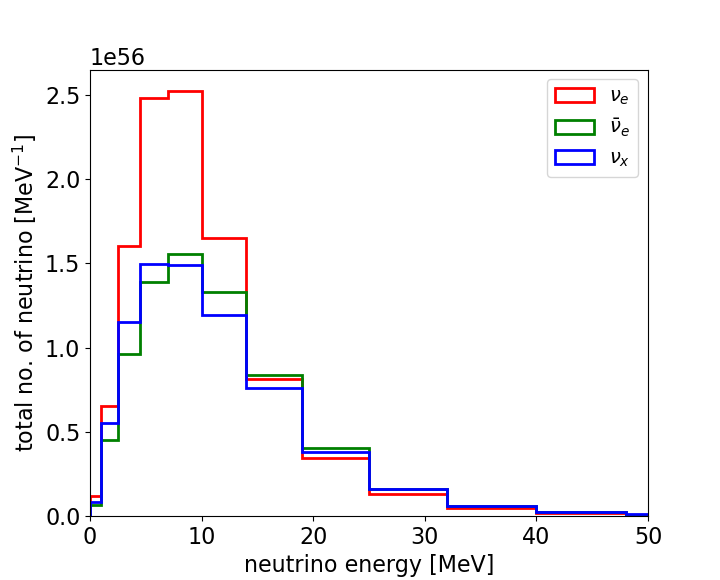 1e56
2.5
2.0
1.5
1.0
0.5
0.0
total no. of neutrino [MeV⁻¹]
νₑ
ν̄ₑ
νₓ
0 10 20 30 40 50
neutrino energy [MeV]